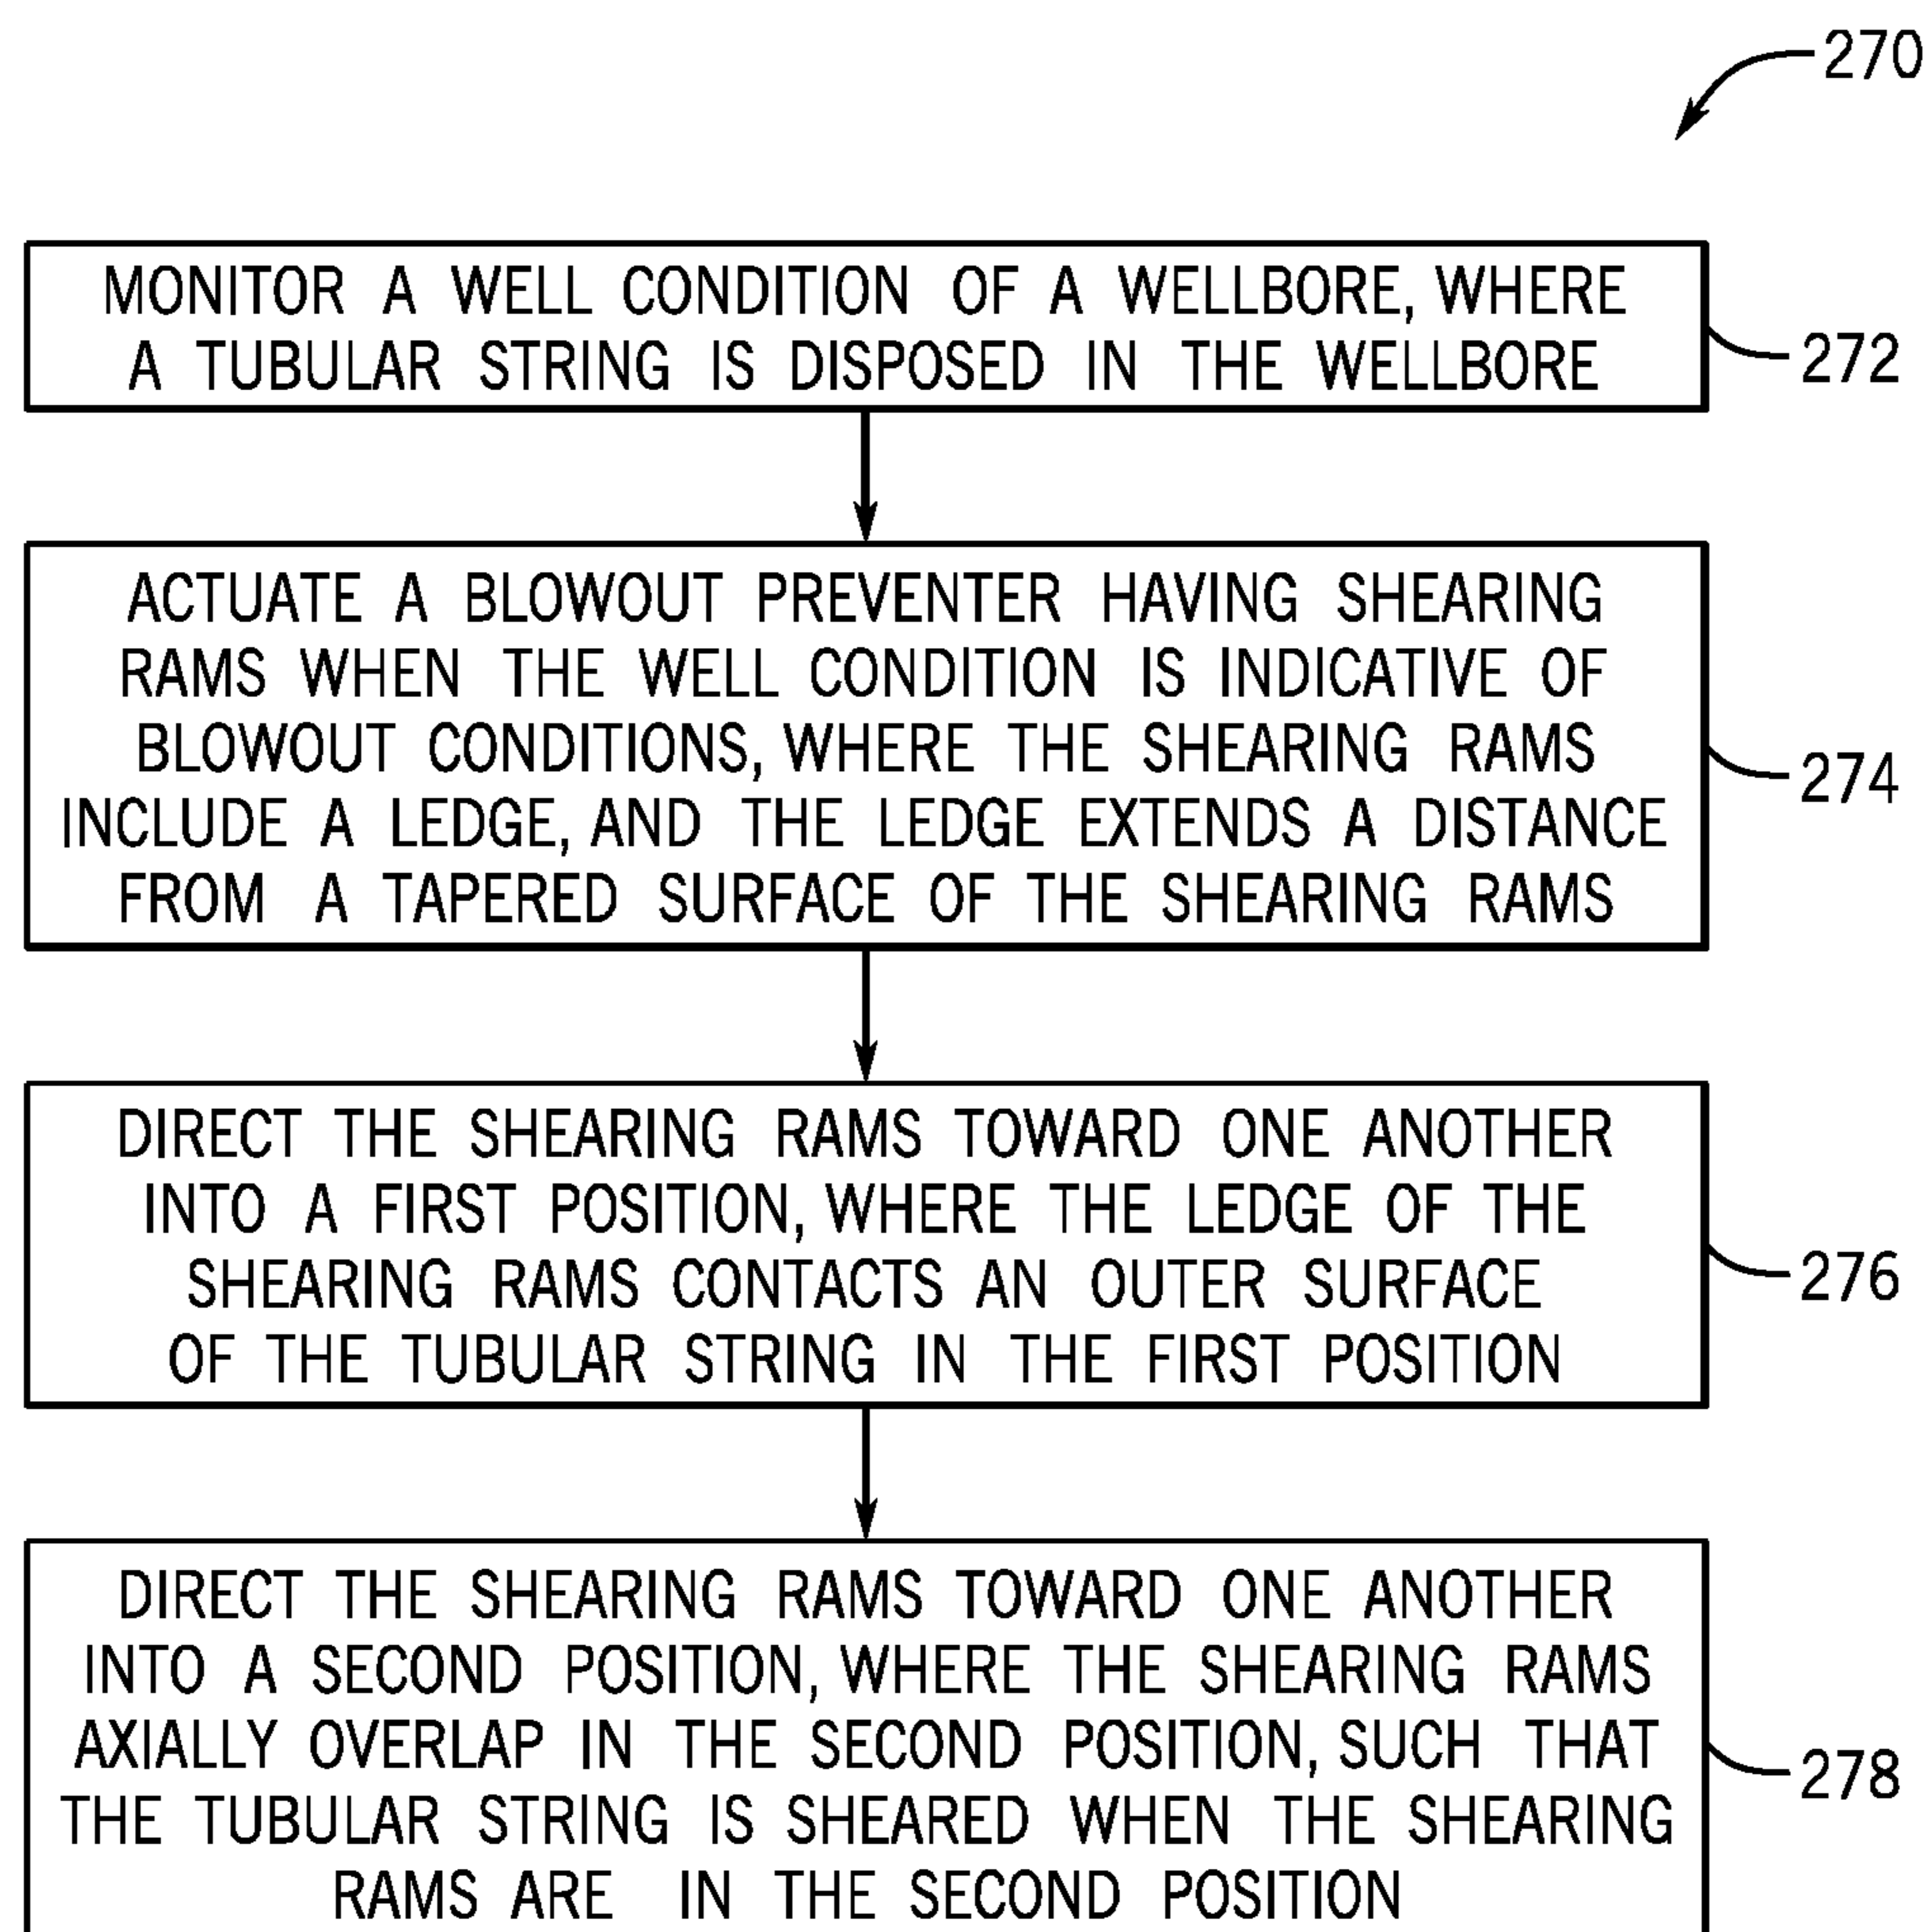 270
MONITOR A WELL CONDITION OF A WELLBORE, WHERE
A TUBULAR STRING IS DISPOSED IN THE WELLBORE
272
ACTUATE A BLOWOUT PREVENTER HAVING SHEARING
RAMS WHEN THE WELL CONDITION IS INDICATIVE OF
BLOWOUT CONDITIONS, WHERE THE SHEARING RAMS
INCLUDE A LEDGE, AND THE LEDGE EXTENDS A DISTANCE
FROM A TAPERED SURFACE OF THE SHEARING RAMS
274
DIRECT THE SHEARING RAMS TOWARD ONE ANOTHER
INTO A FIRST POSITION, WHERE THE LEDGE OF THE
SHEARING RAMS CONTACTS AN OUTER SURFACE
OF THE TUBULAR STRING IN THE FIRST POSITION
276
DIRECT THE SHEARING RAMS TOWARD ONE ANOTHER
INTO A SECOND POSITION, WHERE THE SHEARING RAMS
AXIALLY OVERLAP IN THE SECOND POSITION, SUCH THAT
THE TUBULAR STRING IS SHEARED WHEN THE SHEARING
RAMS ARE IN THE SECOND POSITION
278